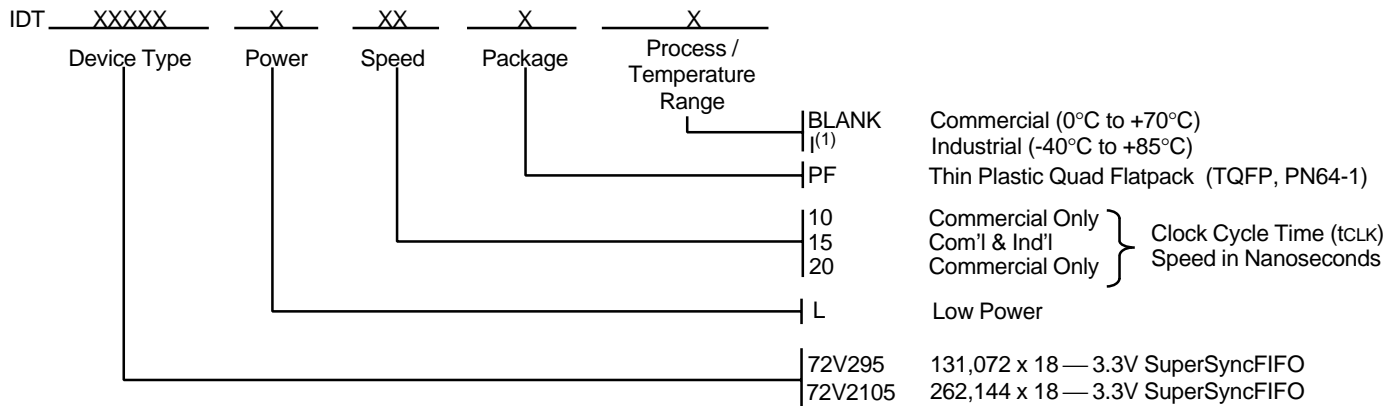 IDT XXXXX X XX X X
Device Type Power Speed Package Process /
Temperature
Range
BLANK Commercial (0°C to +70°C)
I(1) Industrial (-40°C to +85°C)
PF Thin Plastic Quad Flatpack (TQFP, PN64-1)
10 Commercial Only
15 Com'l & Ind'l
20 Commercial Only
Clock Cycle Time (tCLK)
Speed in Nanoseconds
L Low Power
72V295 131,072 x 18 — 3.3V SuperSyncFIFO
72V2105 262,144 x 18 — 3.3V SuperSyncFIFO